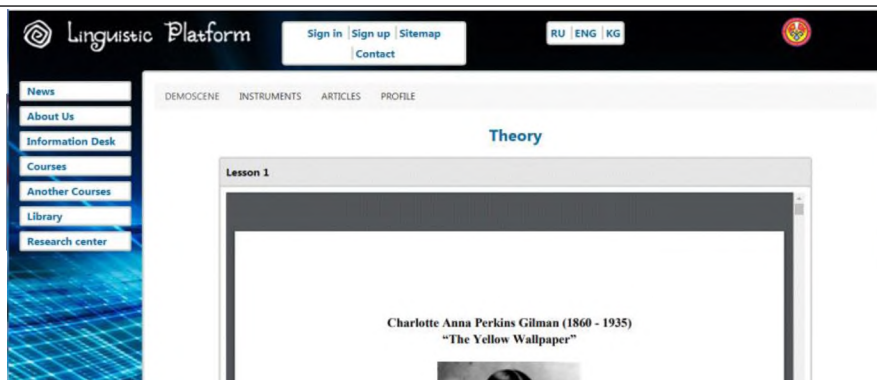 Linguistic Platform
Sign in Sign up Sitemap
Contact
RU ENG KG
News
About Us
Information Desk
Courses
Another Courses
Library
Research center
DEMOSCENE INSTRUMENTS ARTICLES PROFILE
Theory
Lesson 1
Charlotte Anna Perkins Gilman (1860 - 1935)
“The Yellow Wallpaper”